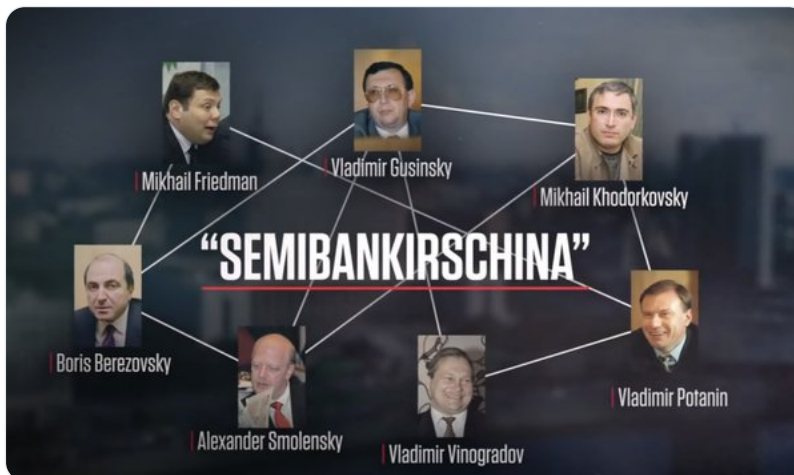 Mikhail Friedman
Vladimir Gusinsky
Mikhail Khodorkovsky
“SEMIBANKIRSCHINA”
Boris Berezovsky
Alexander Smolensky
Vladimir Vinogradov
Vladimir Potanin